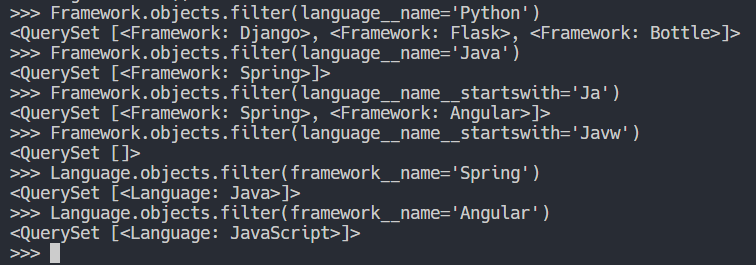 >>> Framework.objects.filter(language__name='Python')
<QuerySet [<Framework: Django>, <Framework: Flask>, <Framework: Bottle>]>
>>> Framework.objects.filter(language__name='Java')
<QuerySet [<Framework: Spring>]>
>>> Framework.objects.filter(language__name__startswith='Ja')
<QuerySet [<Framework: Spring>, <Framework: Angular>]>
>>> Framework.objects.filter(language__name__startswith='Javw')
<QuerySet []>
>>> Language.objects.filter(framework__name='Spring')
<QuerySet [<Language: Java>]>
>>> Language.objects.filter(framework__name='Angular')
<QuerySet [<Language: JavaScript>]>
>>>